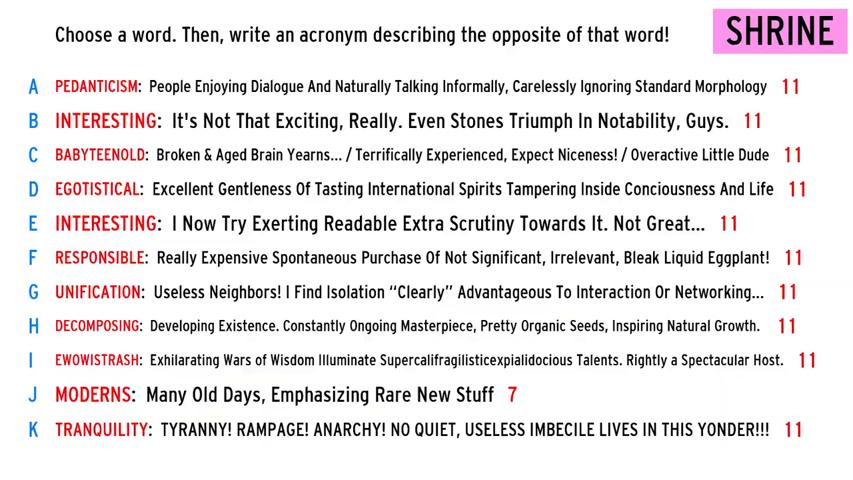 Choose a word. Then, write an acronym describing the opposite of that word!
SHRINE
A PEDANTICISM: People Enjoying Dialogue And Naturally Talking Informally, Carelessly Ignoring Standard Morphology 11
B INTERESTING: It's Not That Exciting, Really. Even Stones Triumph In Notability, Guys. 11
C BABYTEENOLD: Broken & Aged Brain Yearns... / Terrifically Experienced, Expect Niceness! / Overactive Little Dude 11
D EGOTISTICAL: Excellent Gentleness Of Tasting International Spirits Tampering Inside Conciousness And Life 11
E INTERESTING: I Now Try Exerting Readable Extra Scrutiny Towards It. Not Great... 11
F RESPONSIBLE: Really Expensive Spontaneous Purchase Of Not Significant, Irrelevant, Bleak Liquid Eggplant! 11
G UNIFICATION: Useless Neighbors! I Find Isolation “Clearly” Advantageous To Interaction Or Networking... 11
H DECOMPOSING: Developing Existence. Constantly Ongoing Masterpiece, Pretty Organic Seeds, Inspiring Natural Growth. 11
I EWOWISTRASH: Exhilarating Wars of Wisdom Illuminate Supercalifragilisticexpialidocious Talents. Rightly a Spectacular Host. 11
J MODERNS: Many Old Days, Emphasizing Rare New Stuff 7
K TRANQUILITY: TYRANNY! RAMPAGE! ANARCHY! NO QUIET, USELESS IMBECILE LIVES IN THIS YONDER!!! 11